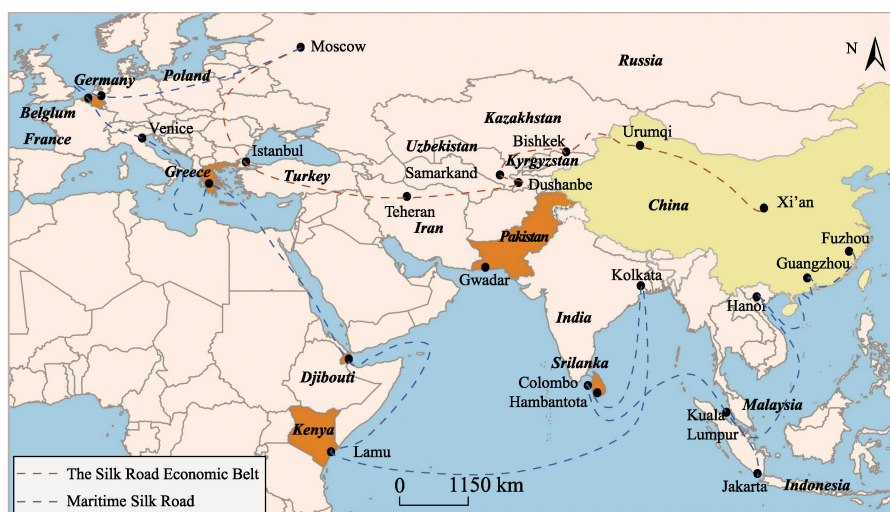 Moscow
N
Russia
Germany
Poland
Belglum
France
Venice
Istanbul
Kazakhstan
Uzbekistan
Bishkek
Urumqi
Kyrgyzstan
Samarkand
Dushanbe
Greece
Turkey
Teheran
Iran
China
Xi'an
Pakistan
Fuzhou
Guangzhou
Gwadar
Kolkata
Hanoi
India
Srilanka
Djibouti
Colombo
Hambantota
Malaysia
Kuala
Lumpur
Kenya
Lamu
Jakarta
Indonesia
The Silk Road Economic Belt
Maritime Silk Road
0 1150 km